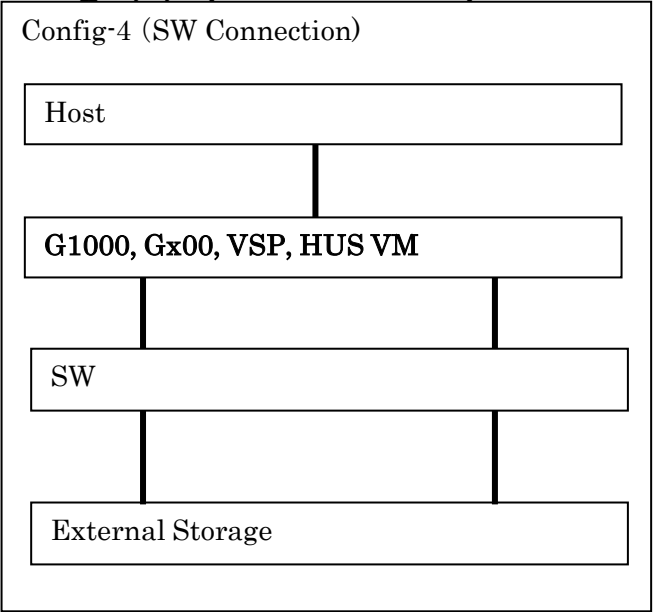 Config-4 (SW Connection)
Host
G1000, Gx00, VSP, HUS VM
SW
External Storage